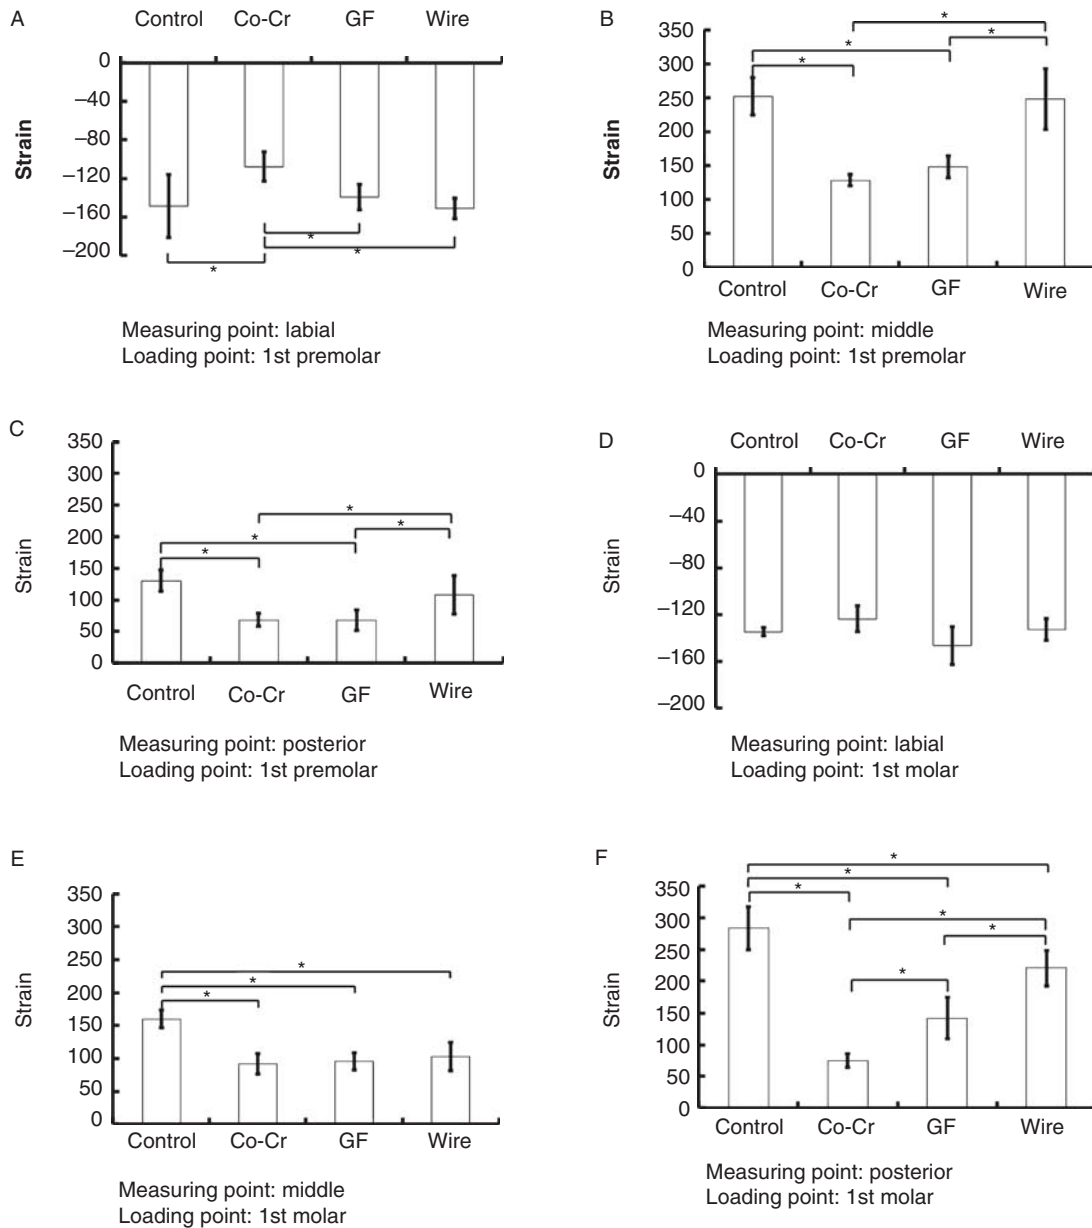 A
Control Co-Cr GF Wire
0
−40
−80
−120
−160
−200
Strain
*
*
*
Measuring point: labial
Loading point: 1st premolar
B
350
300
250
200
150
100
50
0
Strain
*
*
*
*
Control Co-Cr GF Wire
Measuring point: middle
Loading point: 1st premolar
C
350
300
250
200
150
100
50
0
Strain
*
*
*
*
Control Co-Cr GF Wire
Measuring point: posterior
Loading point: 1st premolar
D
Control Co-Cr GF Wire
0
−40
−80
−120
−160
−200
Strain
Measuring point: labial
Loading point: 1st molar
E
350
300
250
200
150
100
50
0
Strain
*
*
*
Control Co-Cr GF Wire
Measuring point: middle
Loading point: 1st molar
F
350
300
250
200
150
100
50
0
Strain
*
*
*
*
*
*
Control Co-Cr GF Wire
Measuring point: posterior
Loading point: 1st molar